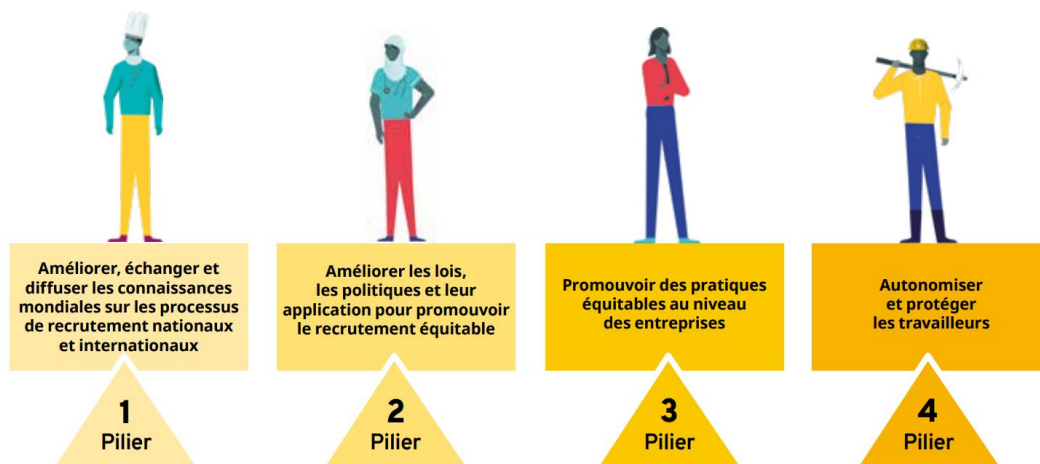 Améliorer, échanger et
diffuser les connaissances
mondiales sur les processus
de recrutement nationaux
et internationaux
1
Pilier
Améliorer les lois,
les politiques et leur
application pour promouvoir
le recrutement équitable
2
Pilier
Promouvoir des pratiques
équitables au niveau
des entreprises
3
Pilier
Autonomiser
et protéger
les travailleurs
4
Pilier